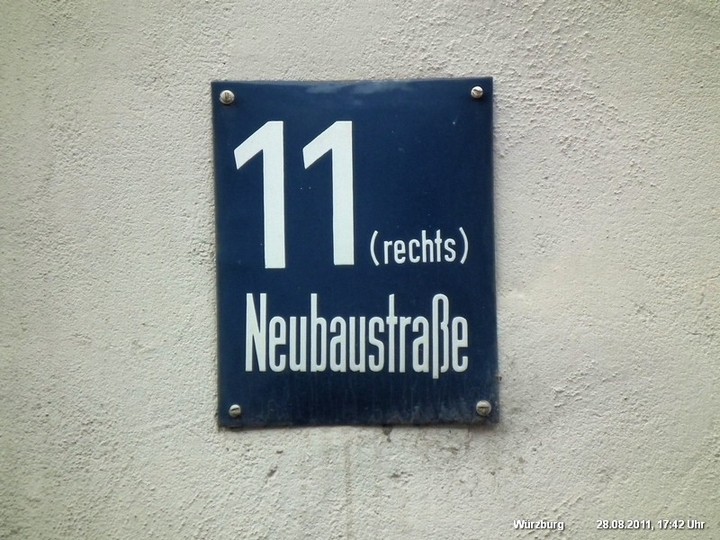 11 (rechts)
Neubaustraße
Würzburg 28.08.2011, 17:42 Uhr